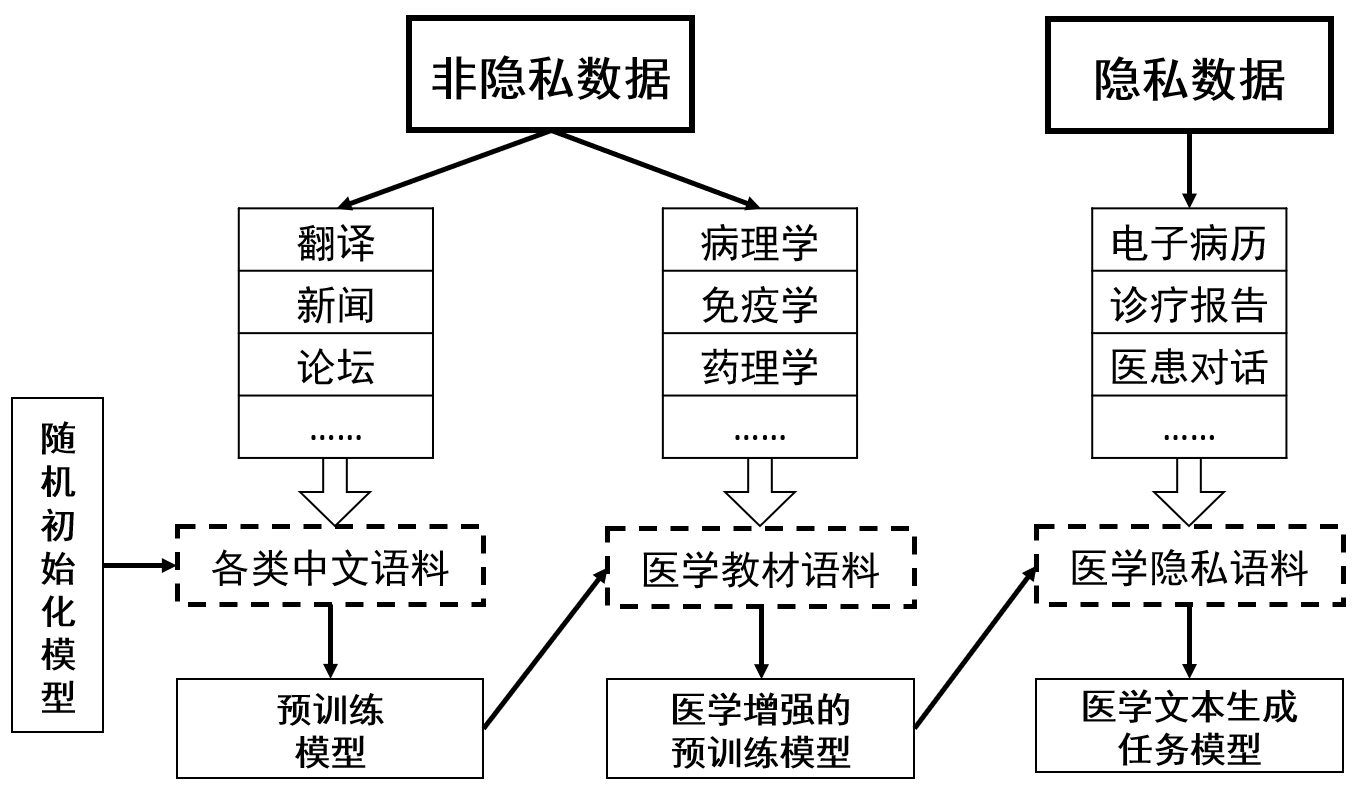 非隐私数据
隐私数据
翻译
新闻
论坛
……
病理学
免疫学
药理学
……
电子病历
诊疗报告
医患对话
……
随机初始化模型
各类中文语料
医学教材语料
医学隐私语料
预训练
模型
医学增强的
预训练模型
医学文本生成
任务模型